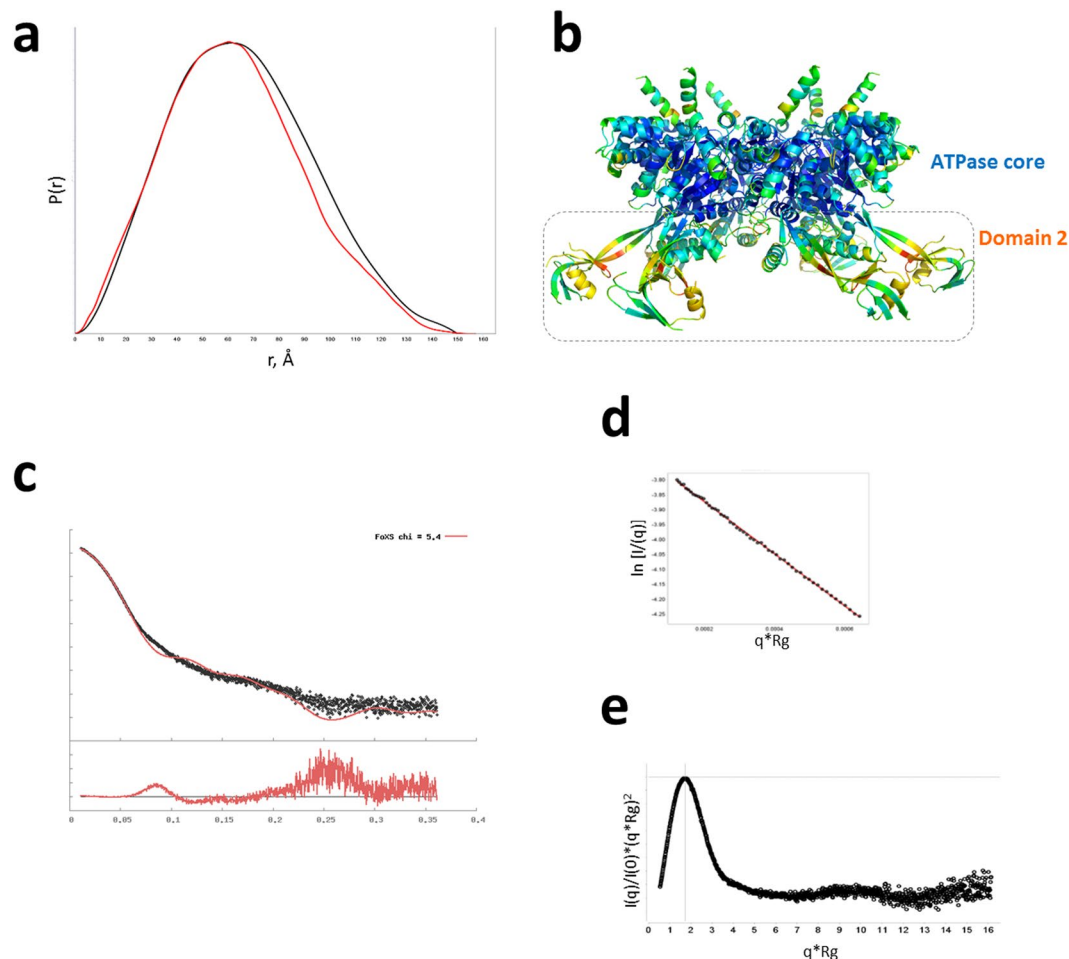 a
P(r)
0 10 20 30 40 50 60 70 80 90 100 110 120 130 140 150 160
r, Å
b
ATPase core
Domain 2
c
FoXS chi = 5.4
0 0.05 0.1 0.15 0.2 0.25 0.3 0.35 0.4
d
ln [I/(q)]
-3.80
-3.85
-3.90
-3.95
-4.00
-4.05
-4.10
-4.15
-4.20
-4.25
0.0002 0.0004 0.0006
q*Rg
e
I(q)/I(0)*(q*Rg)2
0 1 2 3 4 5 6 7 8 9 10 11 12 13 14 15 16
q*Rg